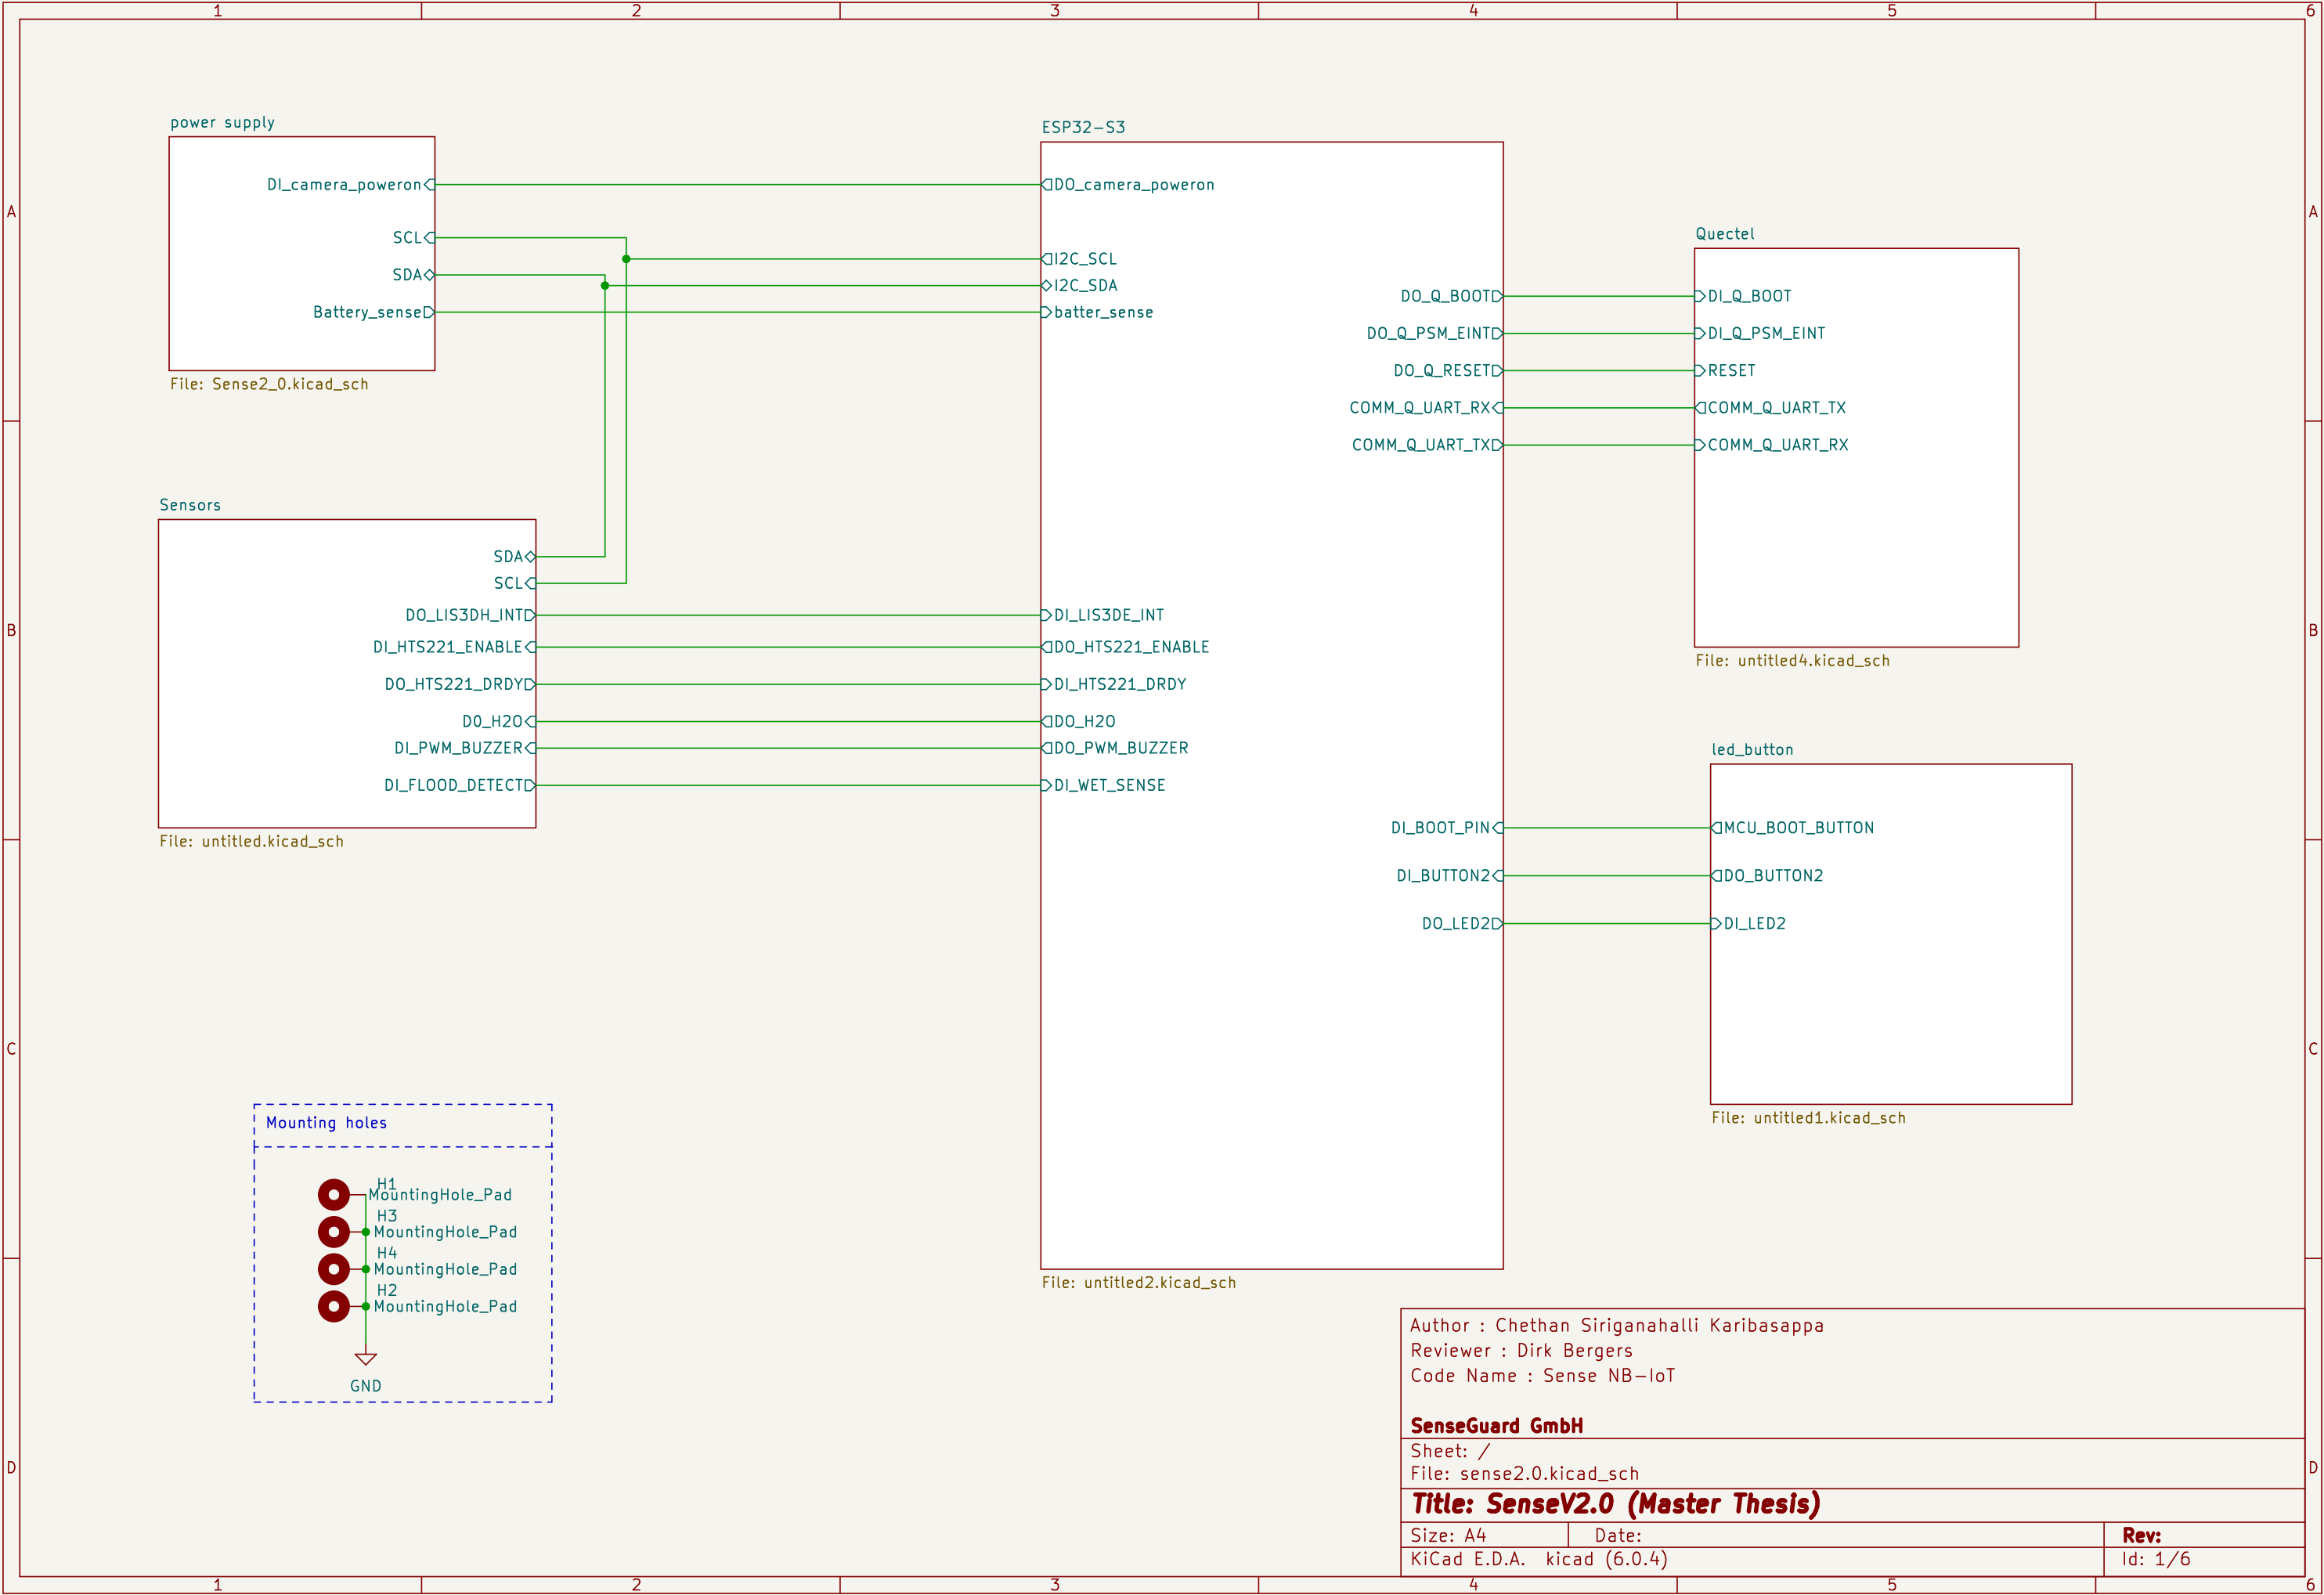 1 2 3 4 5 6
A
B
C
D
A
B
C
D
power supply
DI_camera_poweron
SCL
SDA
Battery_sense
File: Sense2_0.kicad_sch
Sensors
SDA
SCL
DO_LIS3DH_INT
DI_HTS221_ENABLE
DO_HTS221_DRDY
D0_H2O
DI_PWM_BUZZER
DI_FLOOD_DETECT
File: untitled.kicad_sch
ESP32-S3
DO_camera_poweron
I2C_SCL
I2C_SDA
batter_sense
DI_LIS3DE_INT
DO_HTS221_ENABLE
DI_HTS221_DRDY
DO_H2O
DO_PWM_BUZZER
DI_WET_SENSE
DO_Q_BOOT
DO_Q_PSM_EINT
DO_Q_RESET
COMM_Q_UART_RX
COMM_Q_UART_TX
DI_BOOT_PIN
DI_BUTTON2
DO_LED2
File: untitled2.kicad_sch
Quectel
DI_Q_BOOT
DI_Q_PSM_EINT
RESET
COMM_Q_UART_TX
COMM_Q_UART_RX
File: untitled4.kicad_sch
led_button
MCU_BOOT_BUTTON
DO_BUTTON2
DI_LED2
File: untitled1.kicad_sch
Mounting holes
H1
MountingHole_Pad
H3
MountingHole_Pad
H4
MountingHole_Pad
H2
MountingHole_Pad
GND
Author : Chethan Siriganahalli Karibasappa
Reviewer : Dirk Bergers
Code Name : Sense NB-IoT
SenseGuard GmbH
Sheet: /
File: sense2.0.kicad_sch
Title: SenseV2.0 (Master Thesis)
Size: A4 Date: Rev:
KiCad E.D.A. kicad (6.0.4) Id: 1/6
1 2 3 4 5 6